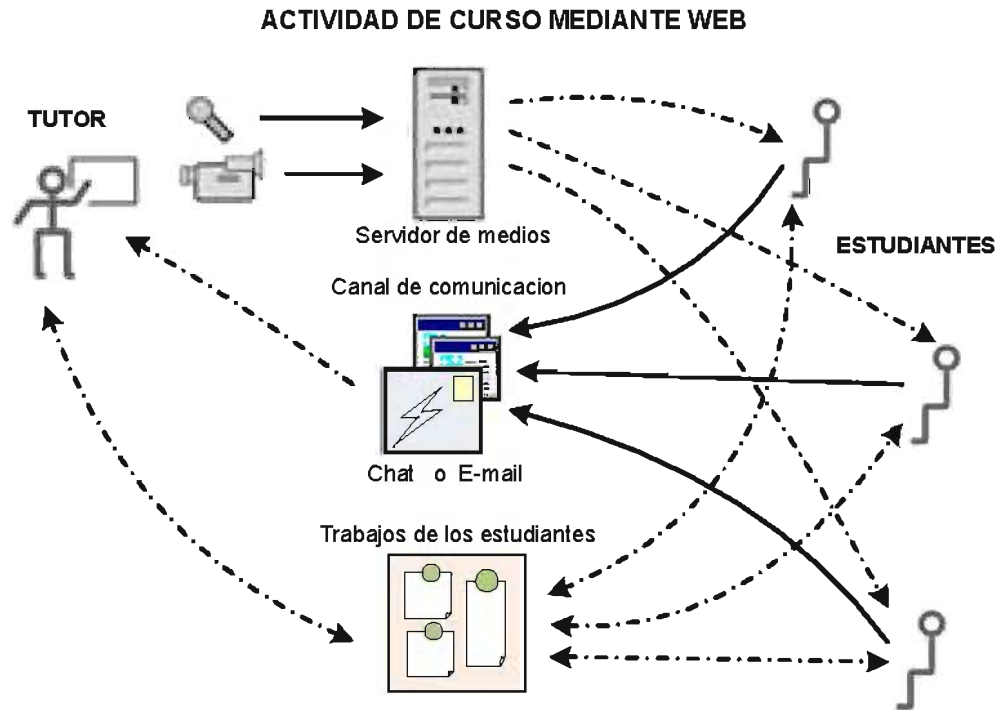 ACTIVIDAD DE CURSO MEDIANTE WEB
TUTOR
Servidor de medios
ESTUDIANTES
Canal de comunicacion
Chat o E-mail
Trabajos de los estudiantes